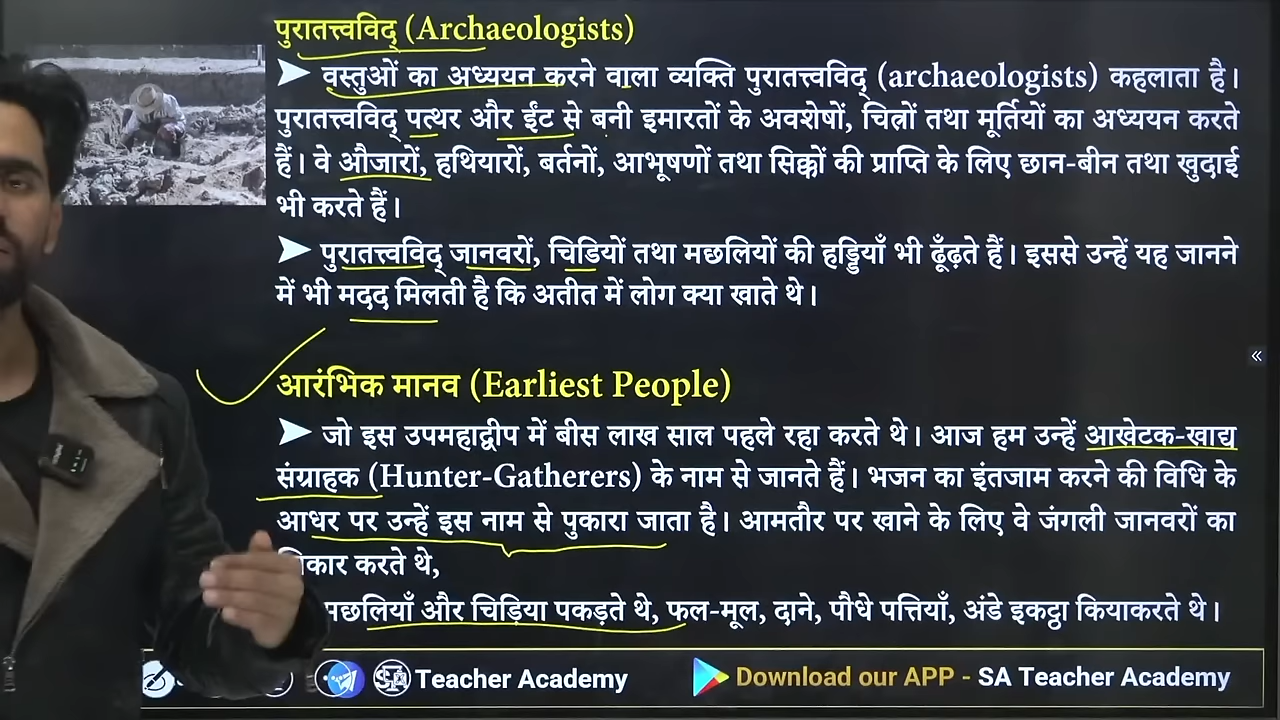 पुरातत्त्वविद् (Archaeologists)
➤ वस्तुओं का अध्ययन करने वाला व्यक्ति पुरातत्त्वविद् (archaeologists) कहलाता है।
पुरातत्त्वविद् पत्थर और ईंट से बनी इमारतों के अवशेषों, चित्रों तथा मूर्तियों का अध्ययन करते
हैं। वे औजारों, हथियारों, बर्तनों, आभूषणों तथा सिक्कों की प्राप्ति के लिए छान-बीन तथा खुदाई
भी करते हैं।
➤ पुरातत्त्वविद् जानवरों, चिडियों तथा मछलियों की हड्डियाँ भी ढूँढ़ते हैं। इससे उन्हें यह जानने
में भी मदद मिलती है कि अतीत में लोग क्या खाते थे।
आरंभिक मानव (Earliest People)
➤ जो इस उपमहाद्वीप में बीस लाख साल पहले रहा करते थे। आज हम उन्हें आखेटक-खाद्य
संग्राहक (Hunter-Gatherers) के नाम से जानते हैं। भजन का इंतजाम करने की विधि के
आधर पर उन्हें इस नाम से पुकारा जाता है। आमतौर पर खाने के लिए वे जंगली जानवरों का
करते थे,
मछलियाँ और चिड़िया पकड़ते थे, फल-मूल, दाने, पौधे पत्तियाँ, अंडे इकट्ठा कियाकरते थे।
Teacher Academy
Download our APP - SA Teacher Academy